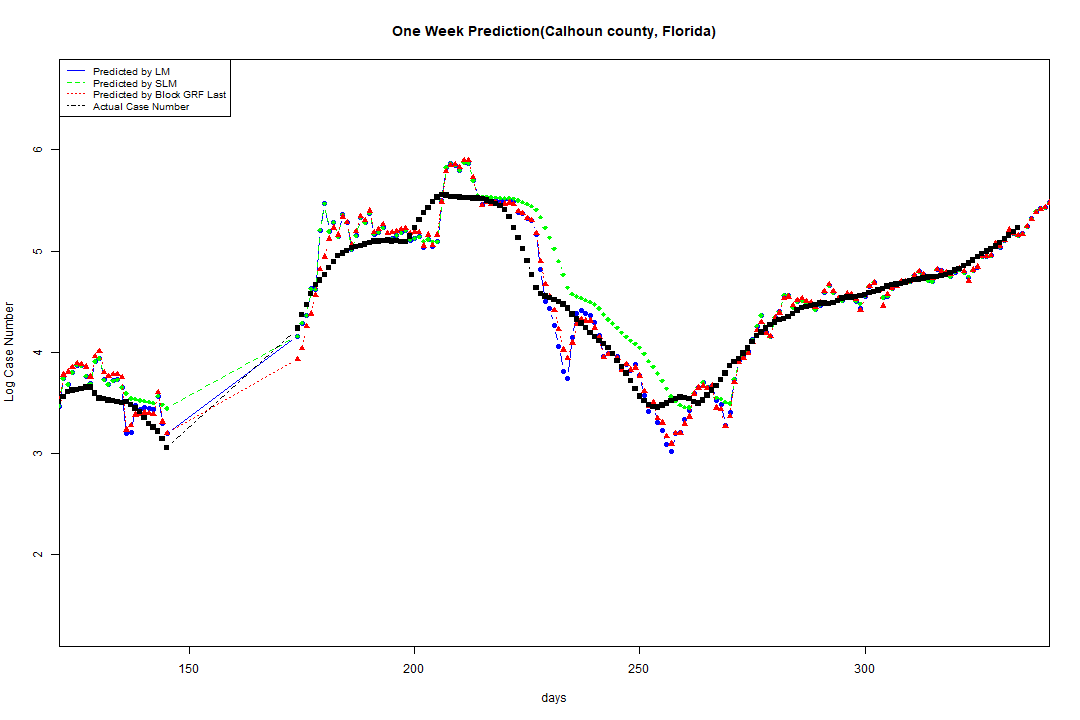 One Week Prediction(Calhoun county, Florida)
Predicted by LM
Predicted by SLM
Predicted by Block GRF Last
Actual Case Number
Log Case Number
6
5
4
3
2
150
200
250
300
days